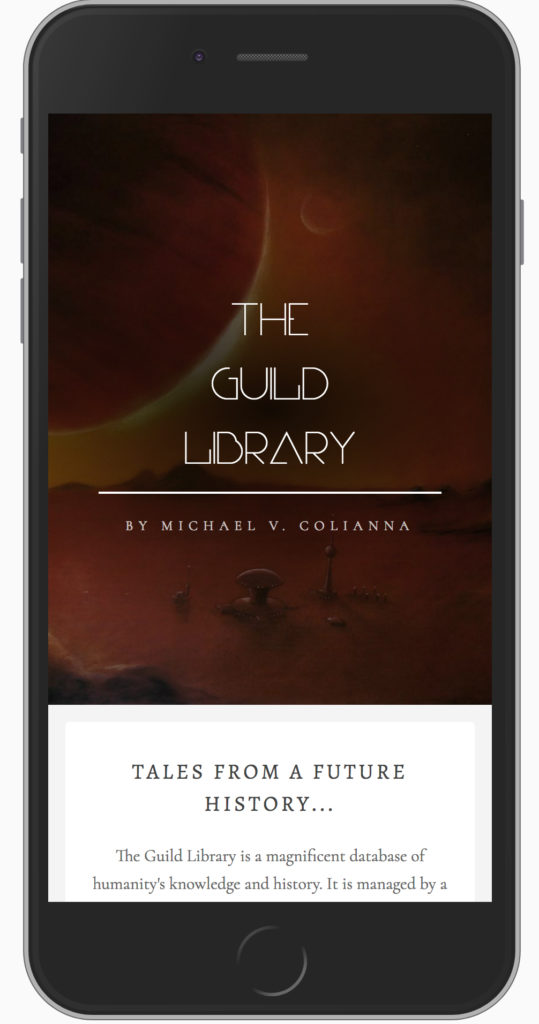 THE
GUILD
LIBRARY
BY MICHAEL V. COLIANNA
TALES FROM A FUTURE
HISTORY...
The Guild Library is a magnificent database of
humanity's knowledge and history. It is managed by a